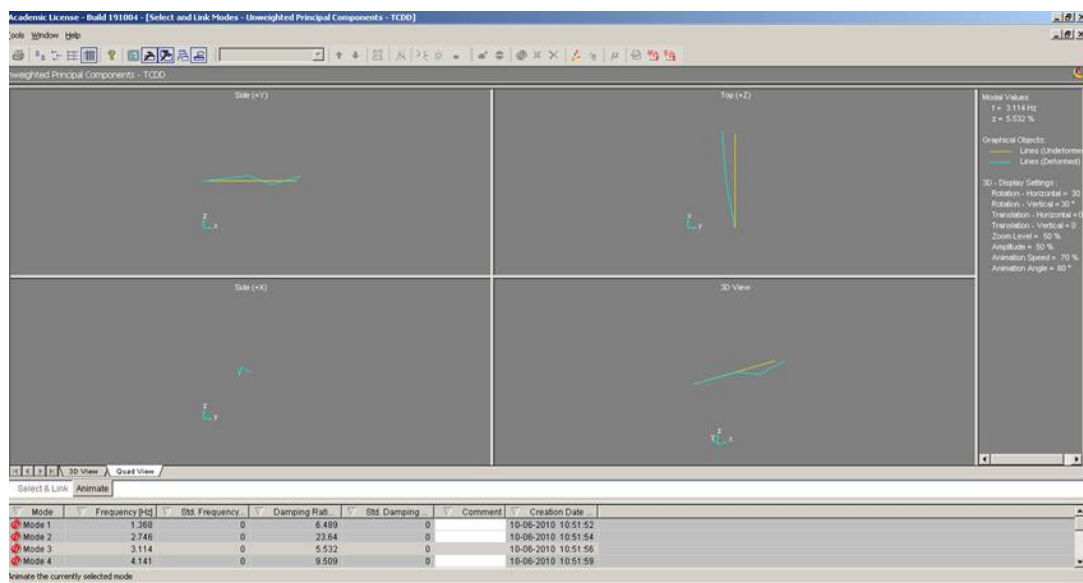 Academic License - Build 191004 - [Select and Link Modes - Unweighted Principal Components - TCDD]
Tools Window Help
nweighted Principal Components - TCDD
Side (+Y)
Top (+Z)
Z
x
Y
y
Modal Values:
f = 3.114 Hz
z = 5.532 %
Graphical Objects:
Lines (Undeforme
Lines (Deformed)
3D - Display Settings :
Rotation - Horizontal = 30
Rotation - Vertical = 30 °
Translation - Horizontal = 0
Translation - Vertical = 0
Zoom Level = 50 %
Amplitude = 50 %
Animation Speed = 70 %
Animation Angle = 60 °
Side (+X)
3D View
Z
y
Z
x
3D View Quad View
Select & Link Animate
Mode Frequency [Hz] Std. Frequency... Damping Rati... Std. Damping ... Comment Creation Date ...
Mode 1 1.368 0 6.489 0 10-06-2010 10:51:52
Mode 2 2.746 0 23.64 0 10-06-2010 10:51:54
Mode 3 3.114 0 5.532 0 10-06-2010 10:51:56
Mode 4 4.141 0 9.509 0 10-06-2010 10:51:59
Animate the currently selected mode